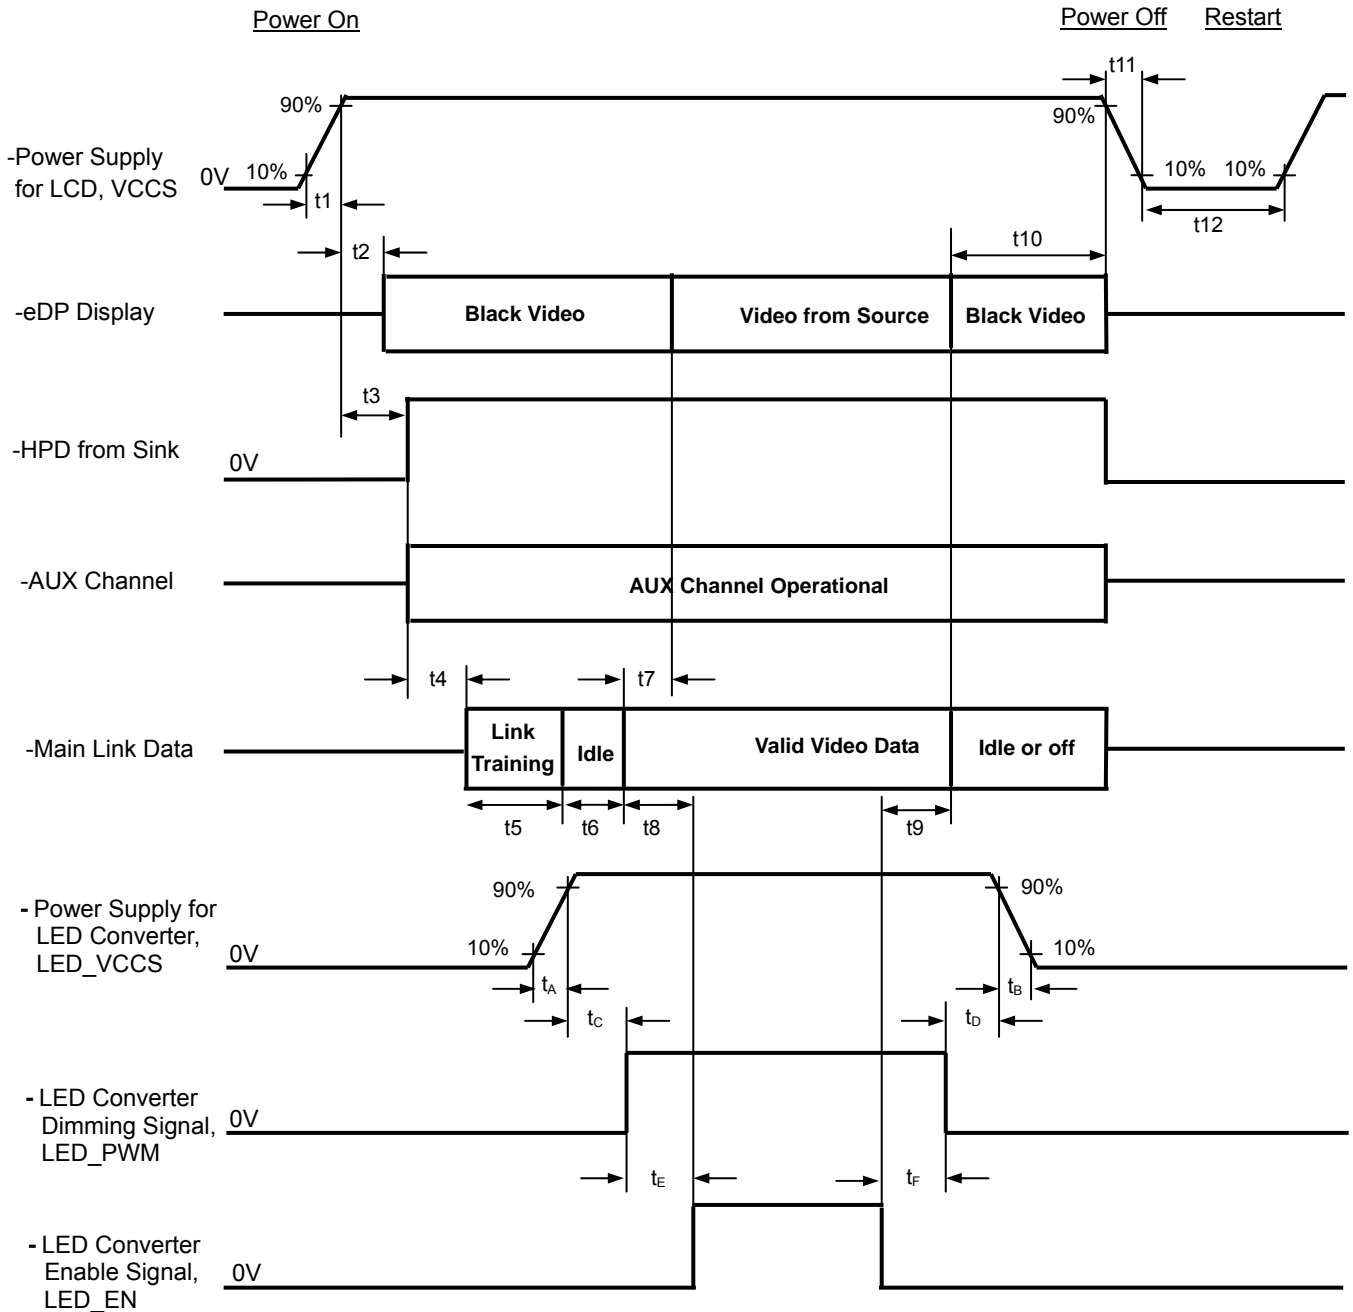 Power On
Power Off
Restart
t11
90%
90%
-Power Supply
for LCD, VCCS
0V
10%
10%
10%
t1
t12
t2
t10
-eDP Display
Black Video
Video from Source
Black Video
t3
-HPD from Sink
0V
-AUX Channel
AUX Channel Operational
t4
t7
-Main Link Data
Link
Training
Idle
Valid Video Data
Idle or off
t5
t6
t8
t9
90%
90%
- Power Supply for
LED Converter,
LED_VCCS
0V
10%
10%
tA
tB
tC
tD
- LED Converter
Dimming Signal,
LED_PWM
0V
tE
tF
- LED Converter
Enable Signal,
LED_EN
0V